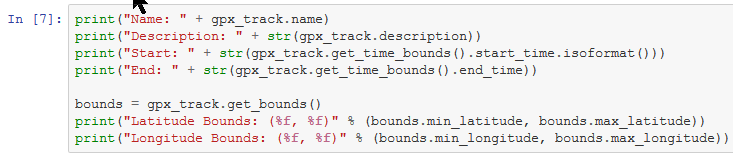 In [7]: print("Name: " + gpx_track.name)
print("Description: " + str(gpx_track.description))
print("Start: " + str(gpx_track.get_time_bounds().start_time.isoformat()))
print("End: " + str(gpx_track.get_time_bounds().end_time))
bounds = gpx_track.get_bounds()
print("Latitude Bounds: (%f, %f)" % (bounds.min_latitude, bounds.max_latitude))
print("Longitude Bounds: (%f, %f)" % (bounds.min_longitude, bounds.max_longitude))